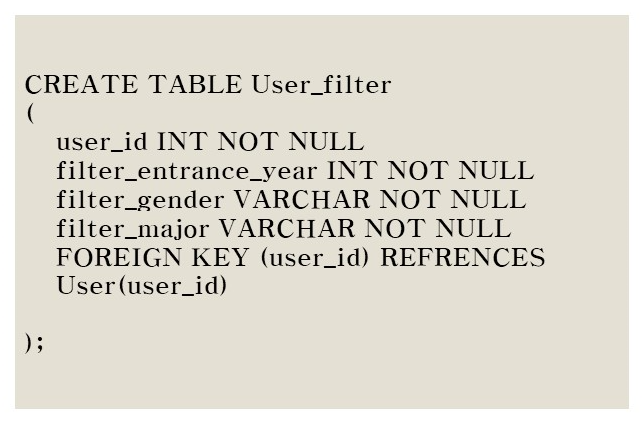 CREATE TABLE User_filter
(
user_id INT NOT NULL
filter_entrance_year INT NOT NULL
filter_gender VARCHAR NOT NULL
filter_major VARCHAR NOT NULL
FOREIGN KEY (user_id) REFRENCES
User(user_id)
);